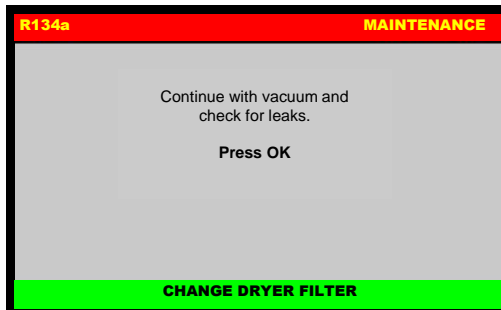 R134a MAINTENANCE
Continue with vacuum and
check for leaks.
Press OK
CHANGE DRYER FILTER